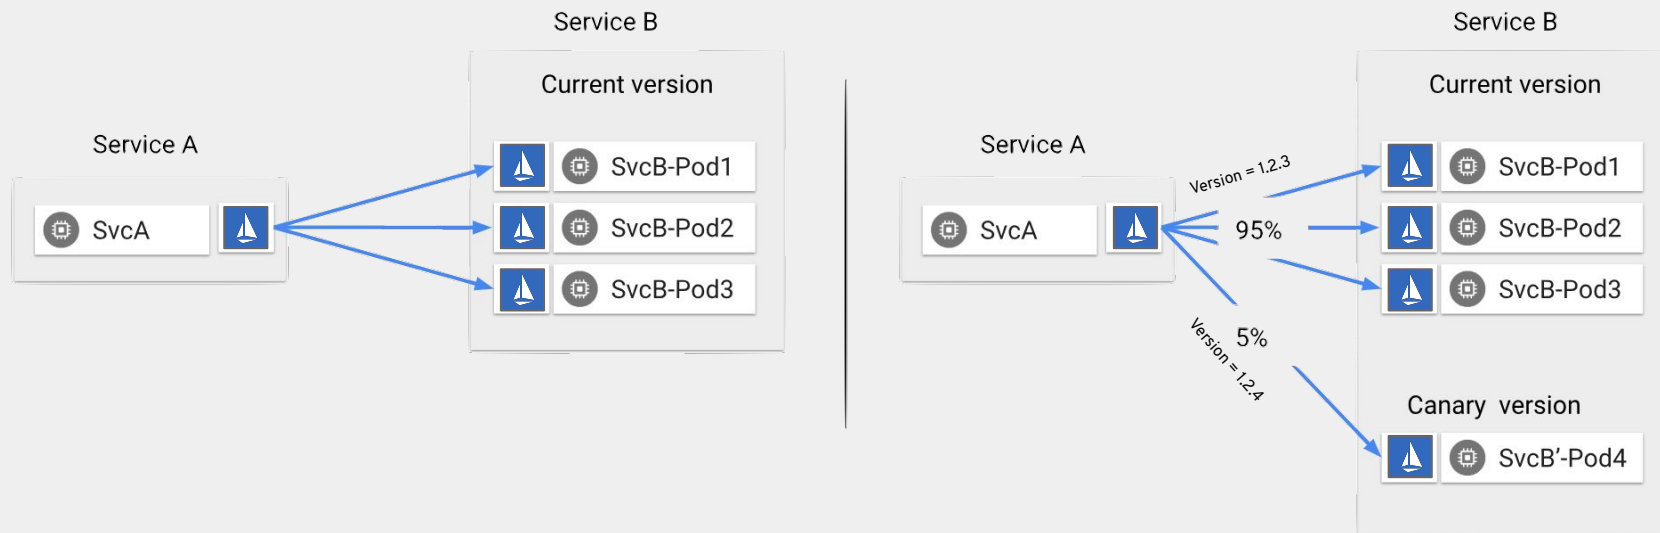 Service B
Current version
Service A
SvcA
SvcB-Pod1
SvcB-Pod2
SvcB-Pod3
Service B
Current version
Service A
SvcA
Version = 1.2.3
95%
5%
Version = 1.2.4
SvcB-Pod1
SvcB-Pod2
SvcB-Pod3
Canary version
SvcB’-Pod4